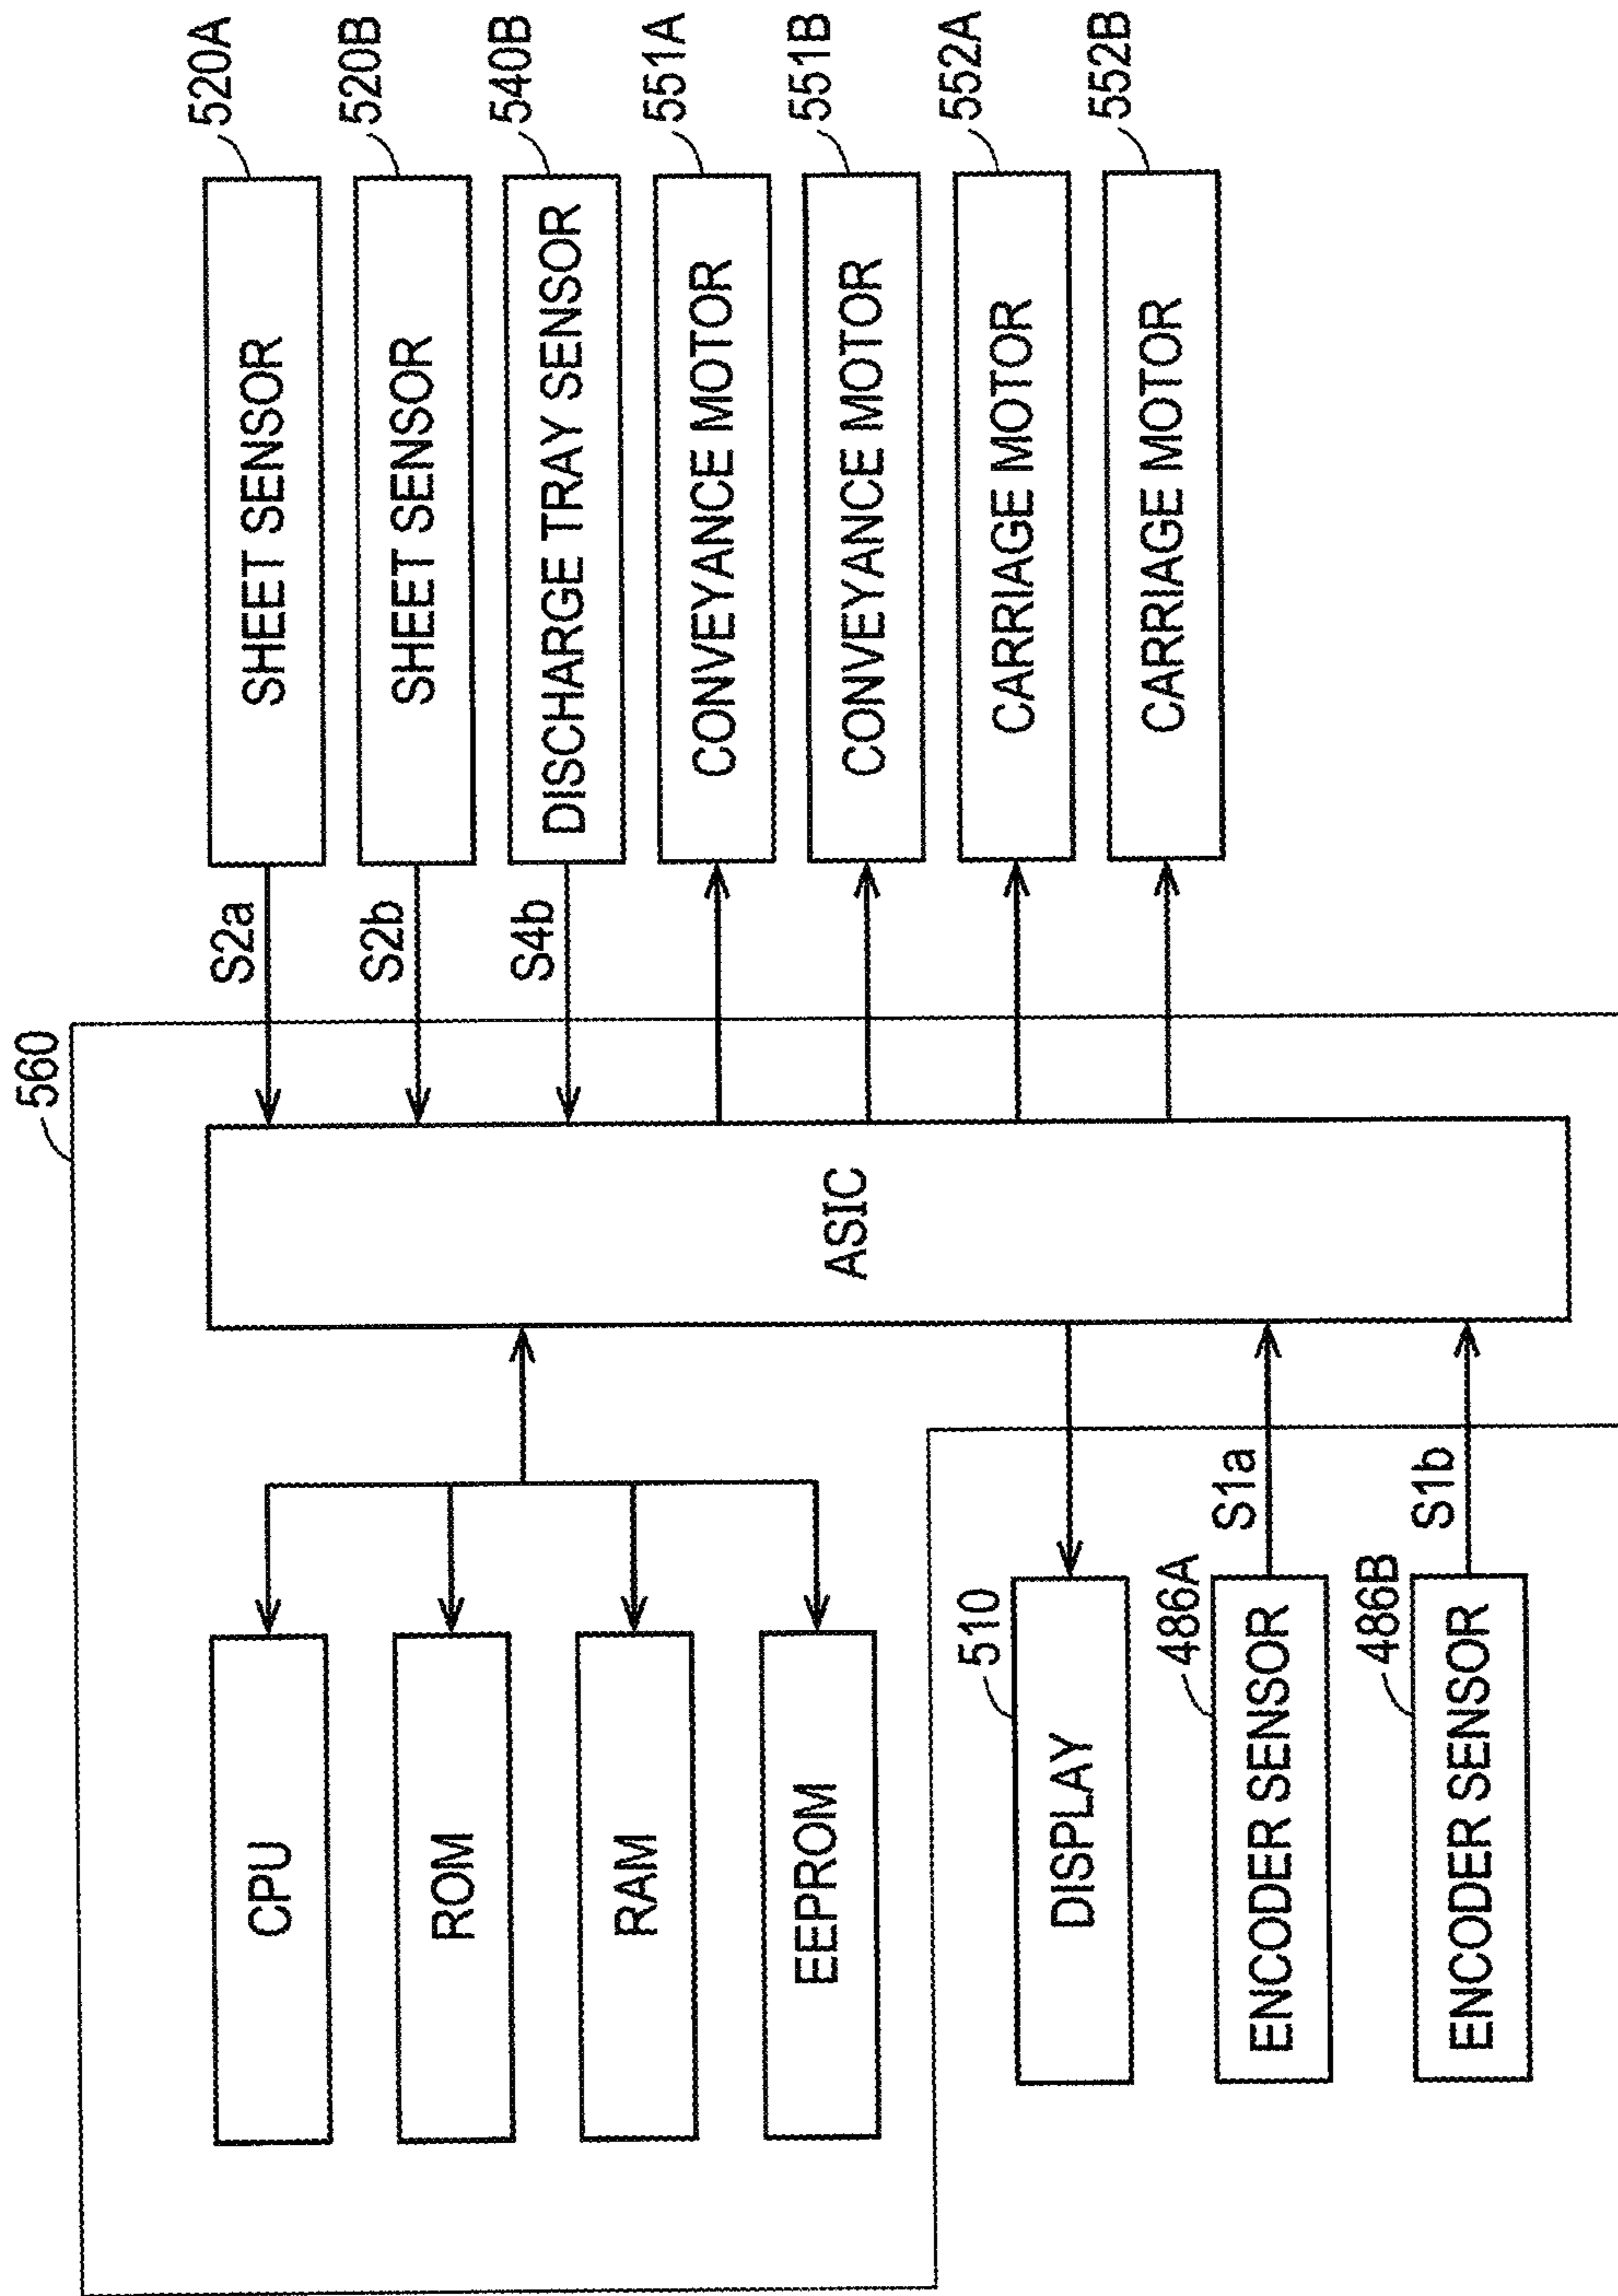 560
CPU
ROM
RAM
EEPROM
ASIC
510
DISPLAY
486A
ENCODER SENSOR
S1a
486B
ENCODER SENSOR
S1b
S2a
SHEET SENSOR
520A
S2b
SHEET SENSOR
520B
S4b
DISCHARGE TRAY SENSOR
540B
CONVEYANCE MOTOR
551A
CONVEYANCE MOTOR
551B
CARRIAGE MOTOR
552A
CARRIAGE MOTOR
552B